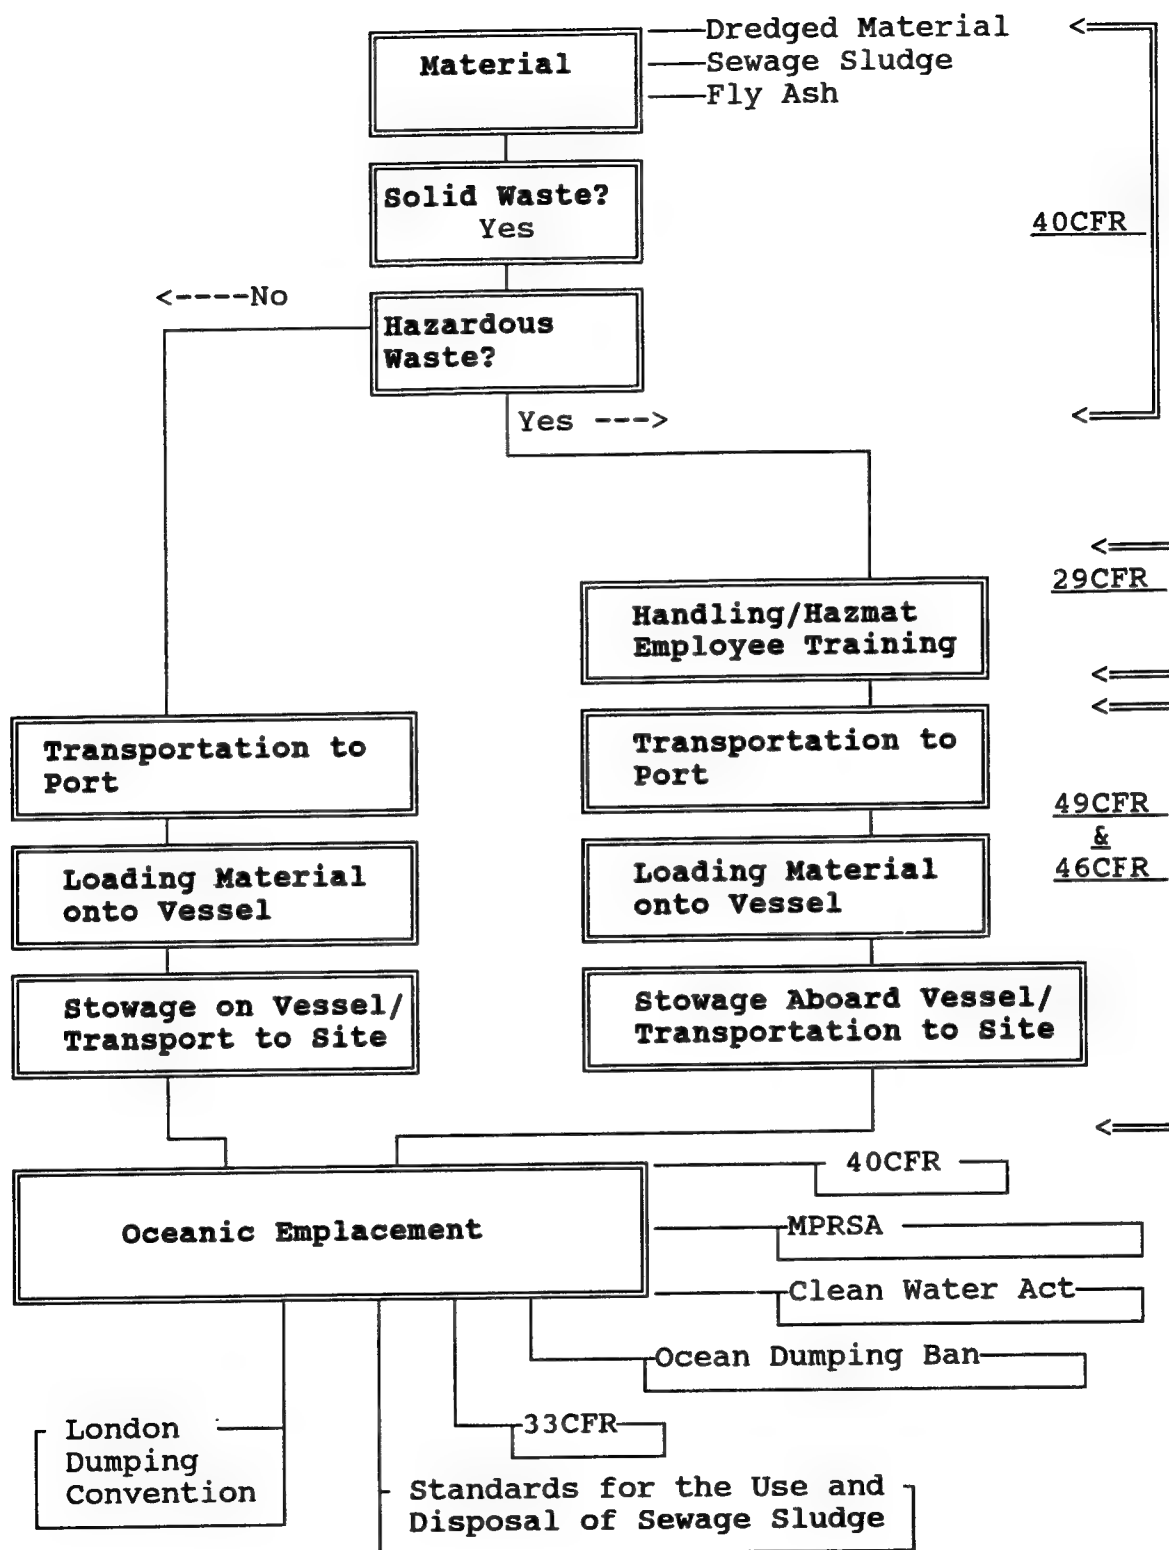 Material
Dredged Material
Sewage Sludge
Fly Ash
Solid Waste?
Yes
40CFR
<----No
Hazardous
Waste?
Yes --->
29CFR
Handling/Hazmat
Employee Training
Transportation to
Port
Transportation to
Port
49CFR
&
46CFR
Loading Material
onto Vessel
Loading Material
onto Vessel
Stowage on Vessel/
Transport to Site
Stowage Aboard Vessel/
Transportation to Site
Oceanic Emplacement
40CFR
MPRSA
Clean Water Act
Ocean Dumping Ban
33CFR
London
Dumping
Convention
Standards for the Use and
Disposal of Sewage Sludge